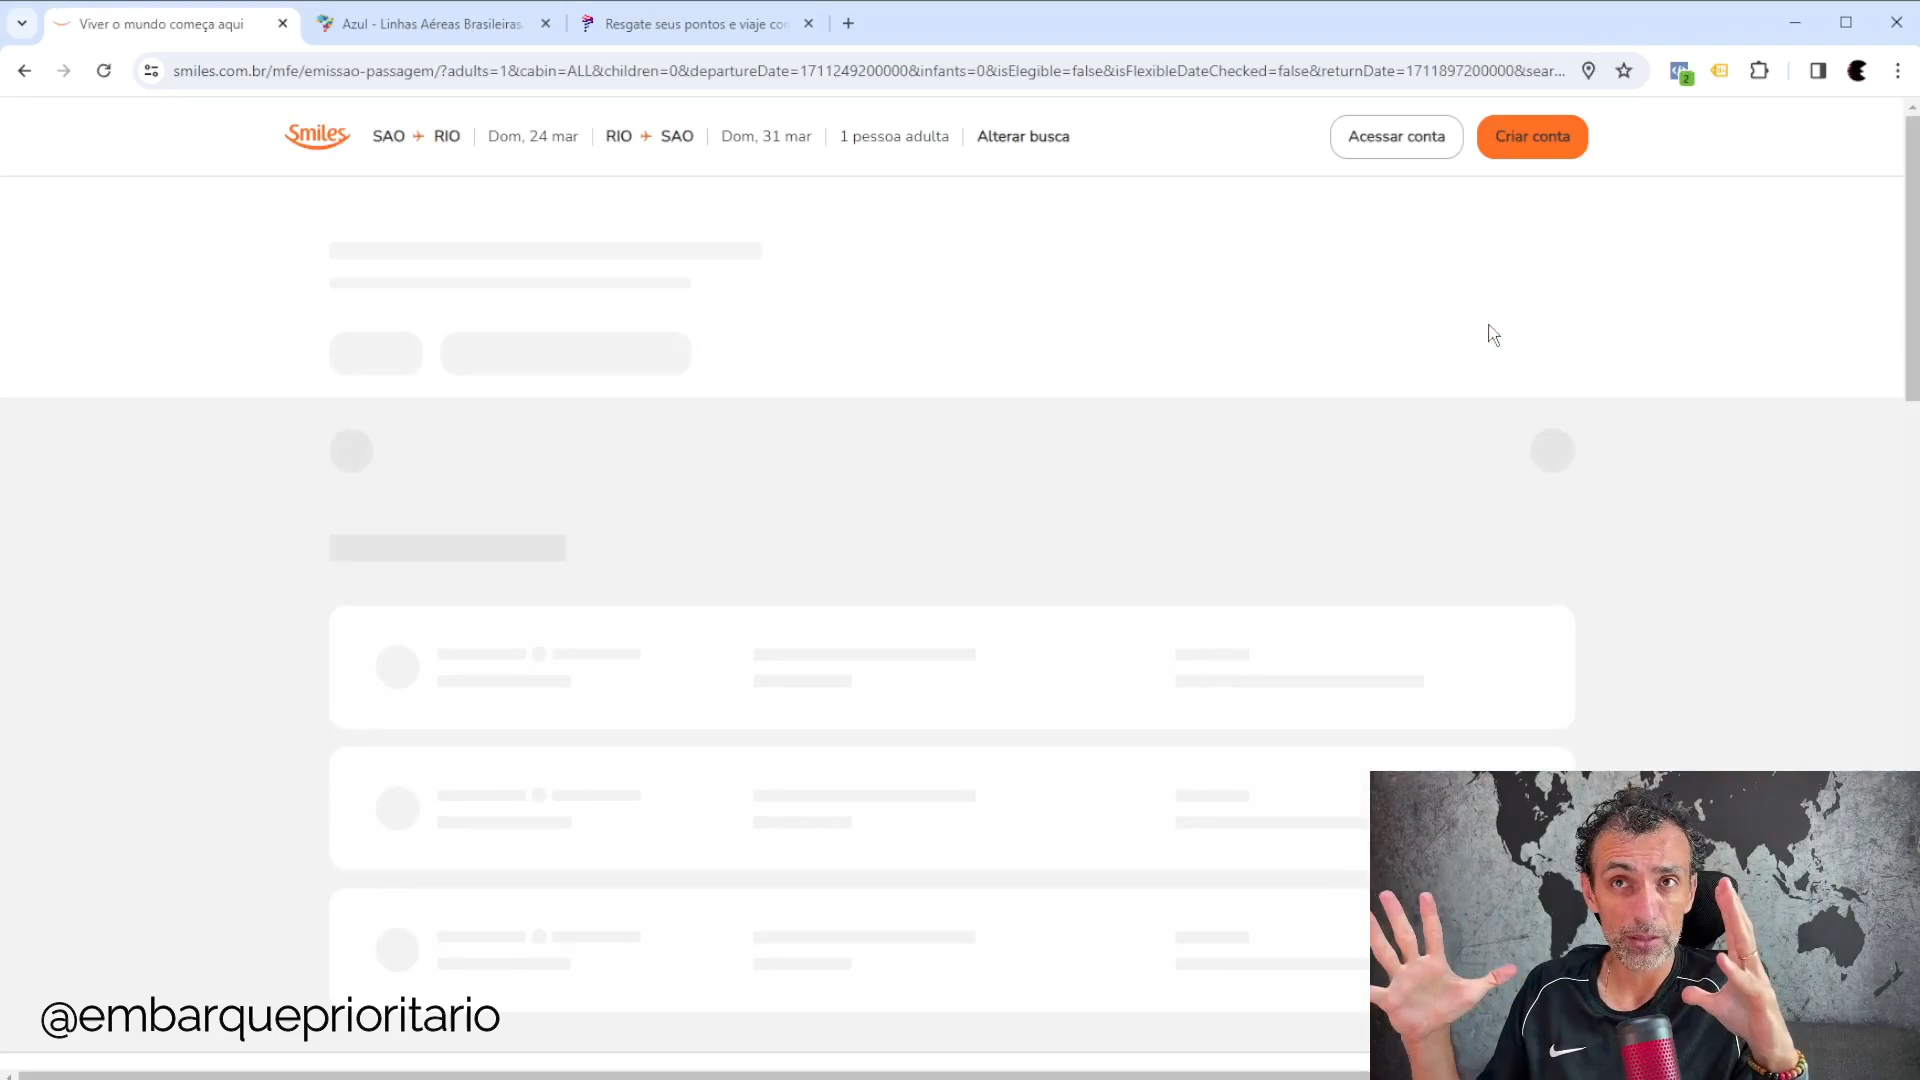 Viver o mundo começa aqui
Azul - Linhas Aéreas Brasileiras
Resgate seus pontos e viaje co
smiles.com.br/mfe/emissao-passagem/?adults=1&cabin=ALL&children=0&departureDate=1711249200000&infants=0&isElegible=false&isFlexibleDateChecked=false&returnDate=1711897200000&sear...
2
Smiles SAO RIO Dom, 24 mar RIO SAO Dom, 31 mar 1 pessoa adulta Alterar busca Acessar conta Criar conta
@embarqueprioritario